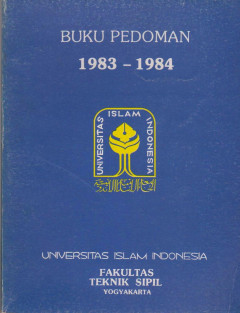 BUKU PEDOMAN
1983 - 1984
UNIVERSITAS ISLAM INDONESIA
UNIVERSITAS ISLAM INDONESIA
FAKULTAS
TEKNIK SIPIL
YOGYAKARTA